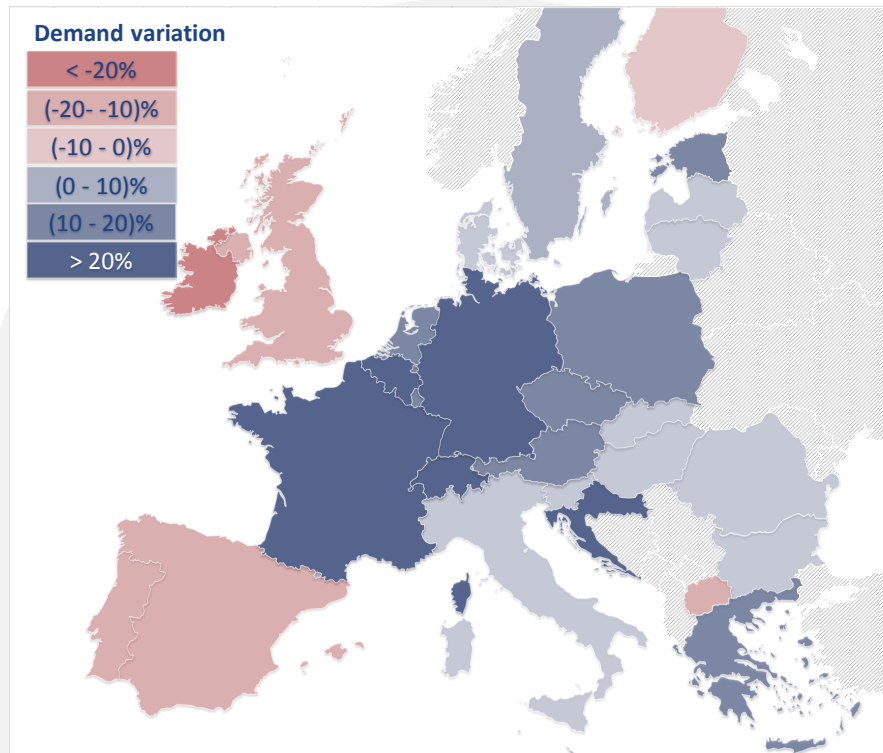 Demand variation
< -20%
(-20- -10)%
(-10 - 0)%
(0 - 10)%
(10 - 20)%
> 20%